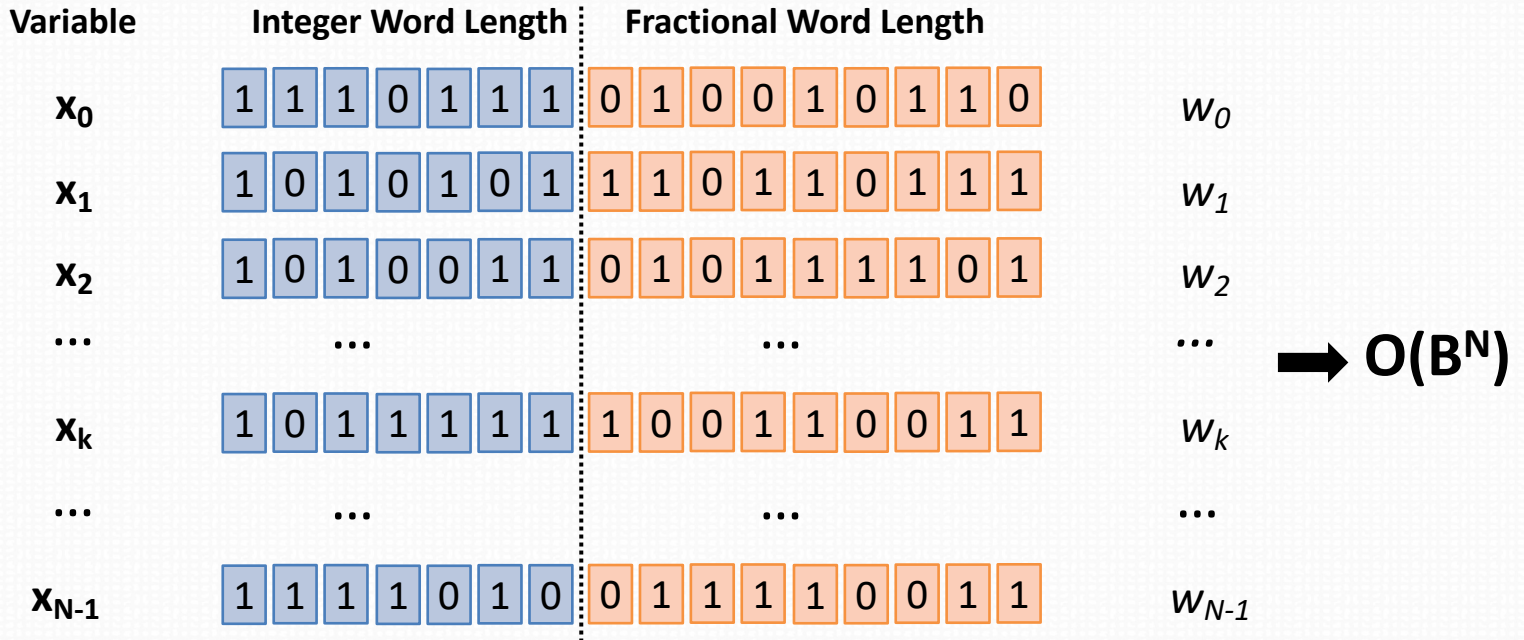 Variable Integer Word Length Fractional Word Length
x0 1 1 1 0 1 1 1 0 1 0 0 1 0 1 1 0 w0
x1 1 0 1 0 1 0 1 1 1 0 1 1 0 1 1 1 w1
x2 1 0 1 0 0 1 1 0 1 0 1 1 1 1 0 1 w2
... ... ... ... O(B^N)
xk 1 0 1 1 1 1 1 1 0 0 1 1 0 0 1 1 wk
... ... ... ...
xN-1 1 1 1 1 0 1 0 0 1 1 1 1 0 0 1 1 wN-1